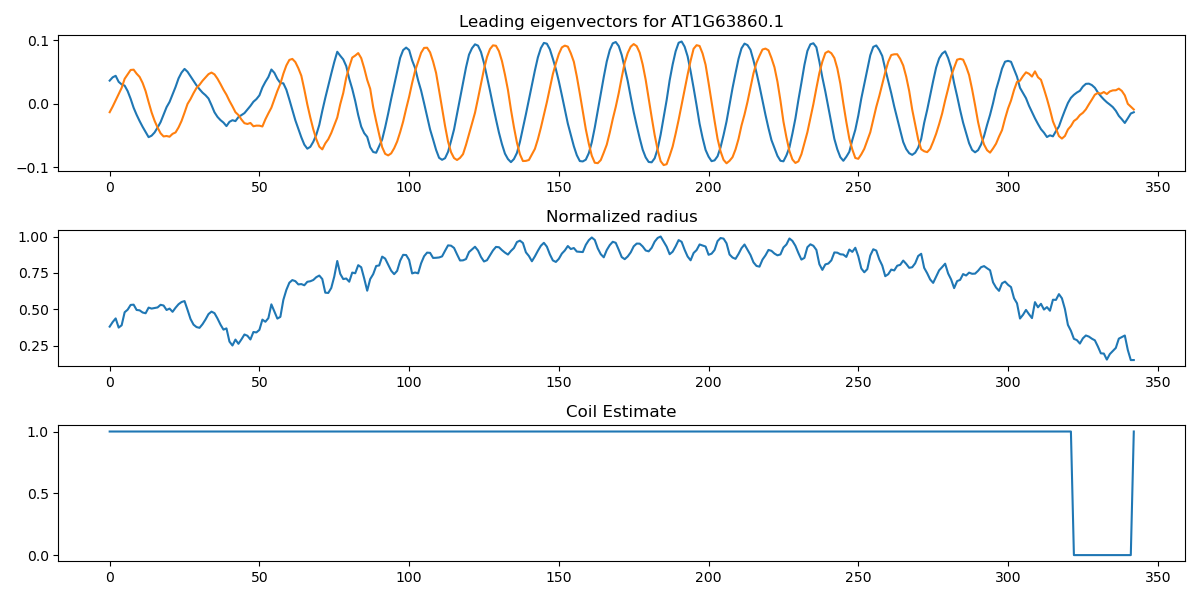 Leading eigenvectors for AT1G63860.1
0.1
0.0
−0.1
0 50 100 150 200 250 300 350
Normalized radius
1.00
0.75
0.50
0.25
0 50 100 150 200 250 300 350
Coil Estimate
1.0
0.5
0.0
0 50 100 150 200 250 300 350